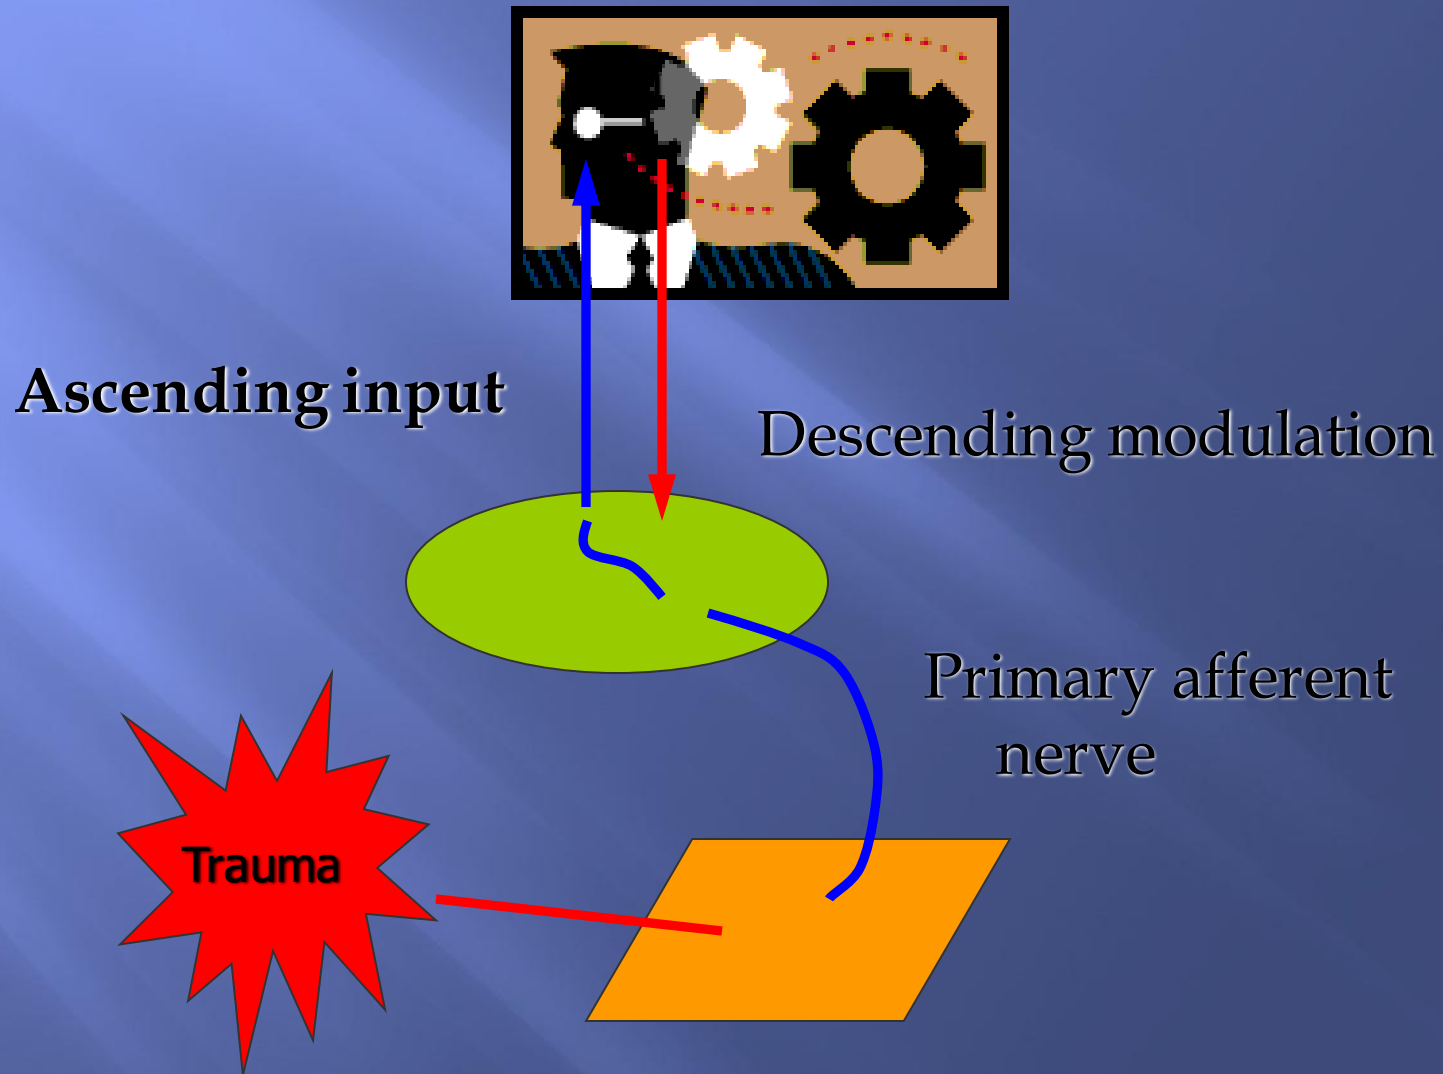 Ascending input
Descending modulation
Primary afferent
nerve
Trauma